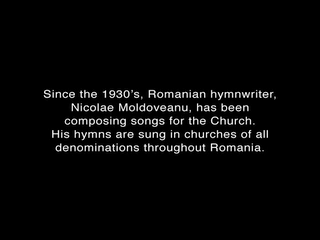 Since the 1930's, Romanian hymnwriter,
Nicolae Moldoveanu, has been
composing songs for the Church.
His hymns are sung in churches of all
denominations throughout Romania.